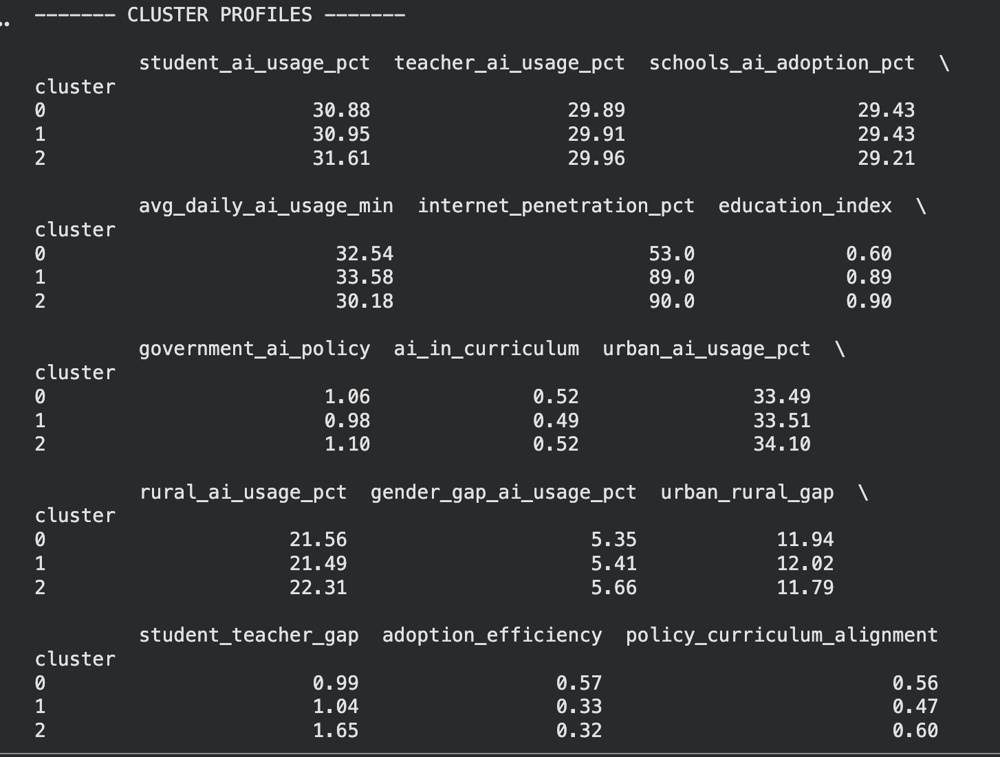 ------- CLUSTER PROFILES -------
student_ai_usage_pct teacher_ai_usage_pct schools_ai_adoption_pct \
cluster
0 30.88 29.89 29.43
1 30.95 29.91 29.43
2 31.61 29.96 29.21
avg_daily_ai_usage_min internet_penetration_pct education_index \
cluster
0 32.54 53.0 0.60
1 33.58 89.0 0.89
2 30.18 90.0 0.90
government_ai_policy ai_in_curriculum urban_ai_usage_pct \
cluster
0 1.06 0.52 33.49
1 0.98 0.49 33.51
2 1.10 0.52 34.10
rural_ai_usage_pct gender_gap_ai_usage_pct urban_rural_gap \
cluster
0 21.56 5.35 11.94
1 21.49 5.41 12.02
2 22.31 5.66 11.79
student_teacher_gap adoption_efficiency policy_curriculum_alignment
cluster
0 0.99 0.57 0.56
1 1.04 0.33 0.47
2 1.65 0.32 0.60